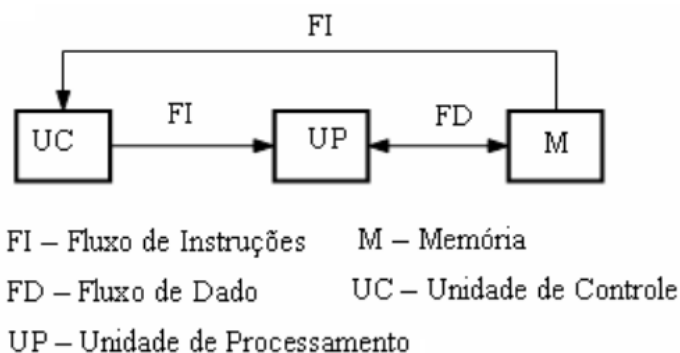 FI
FI
FD
UC
UP
M
FI – Fluxo de Instruções
M – Memória
FD – Fluxo de Dado
UC – Unidade de Controle
UP – Unidade de Processamento